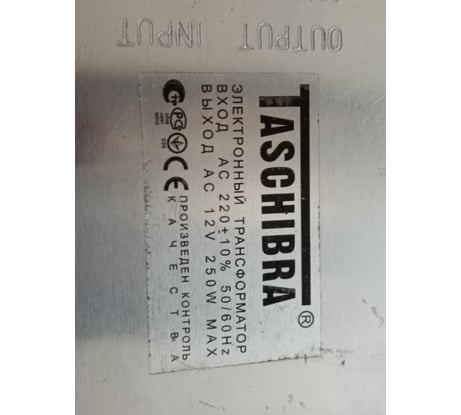 OUTPUT INPUT
TASCHIBRA®
ЭЛЕКТРОННЫЙ ТРАНСФОРМАТОР
ВХОД AC 220±10% 50/60Hz
ВЫХОД AC 12V 250W MAX
CE ПРОИЗВЕДЕН КОНТРОЛЬ
КАЧЕСТВА